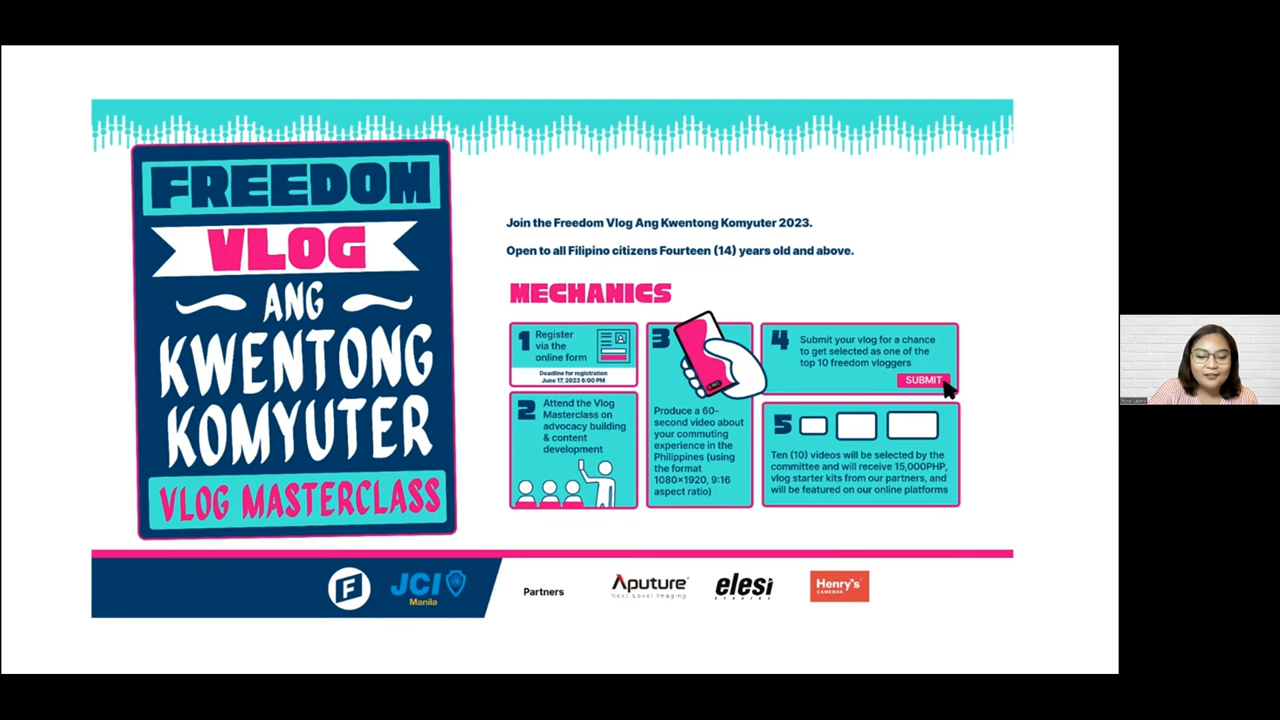 FREEDOM
VLOG
ANG
KWENTONG
KOMYUTER
VLOG MASTERCLASS
Join the Freedom Vlog Ang Kwentong Komyuter 2023.
Open to all Filipino citizens Fourteen (14) years old and above.
MECHANICS
1
Register
via the
online form
Deadline for registration
June 17, 2023 6:00 PM
2
Attend the Vlog
Masterclass on
advocacy building
& content
development
3
Produce a 60-
second video about
your commuting
experience in the
Philippines (using
the format
1080×1920, 9:16
aspect ratio)
4
Submit your vlog for a chance
to get selected as one of the
top 10 freedom vloggers
SUBMIT
5
Ten (10) videos will be selected by the
committee and will receive 15,000PHP,
vlog starter kits from our partners, and
will be featured on our online platforms
F
JCI
Manila
Partners
Aputure
Next Level Imaging
elesi
STUDIOS
Henry's
CAMERAS